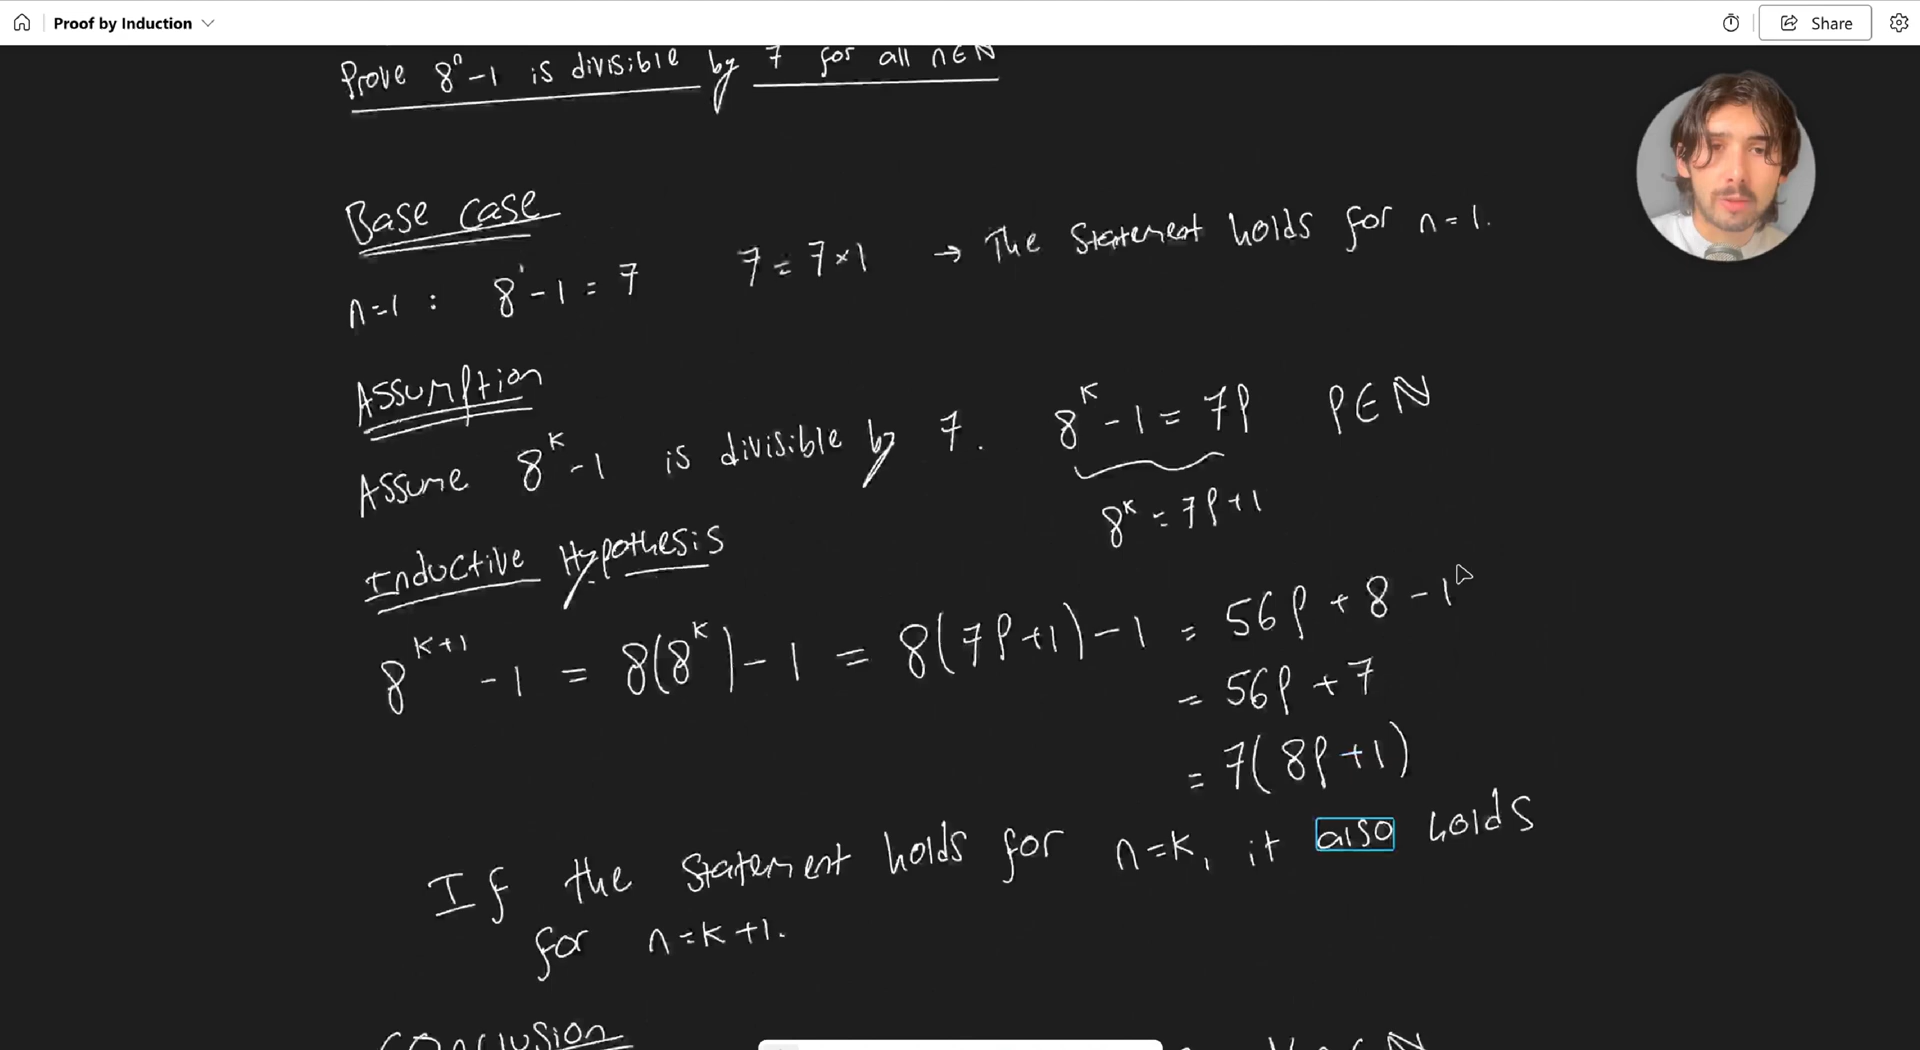 Proof by Induction
Share
Prove 8ⁿ-1 is divisible by 7 for all n∈ℕ
Base case
n=1 : 8¹-1 = 7 7 = 7×1 → The Statement holds for n=1.
Assumption
Assume 8ᴷ-1 is divisible by 7. 8ᴷ-1 = 7P P∈ℕ
8ᴷ = 7P+1
Inductive Hypothesis
8ᴷ⁺¹ - 1 = 8(8ᴷ) - 1 = 8(7P+1) - 1 = 56P + 8 - 1
= 56P + 7
= 7(8P+1)
If the Statement holds for n=K, it also holds
for n=K+1.
Conclusion